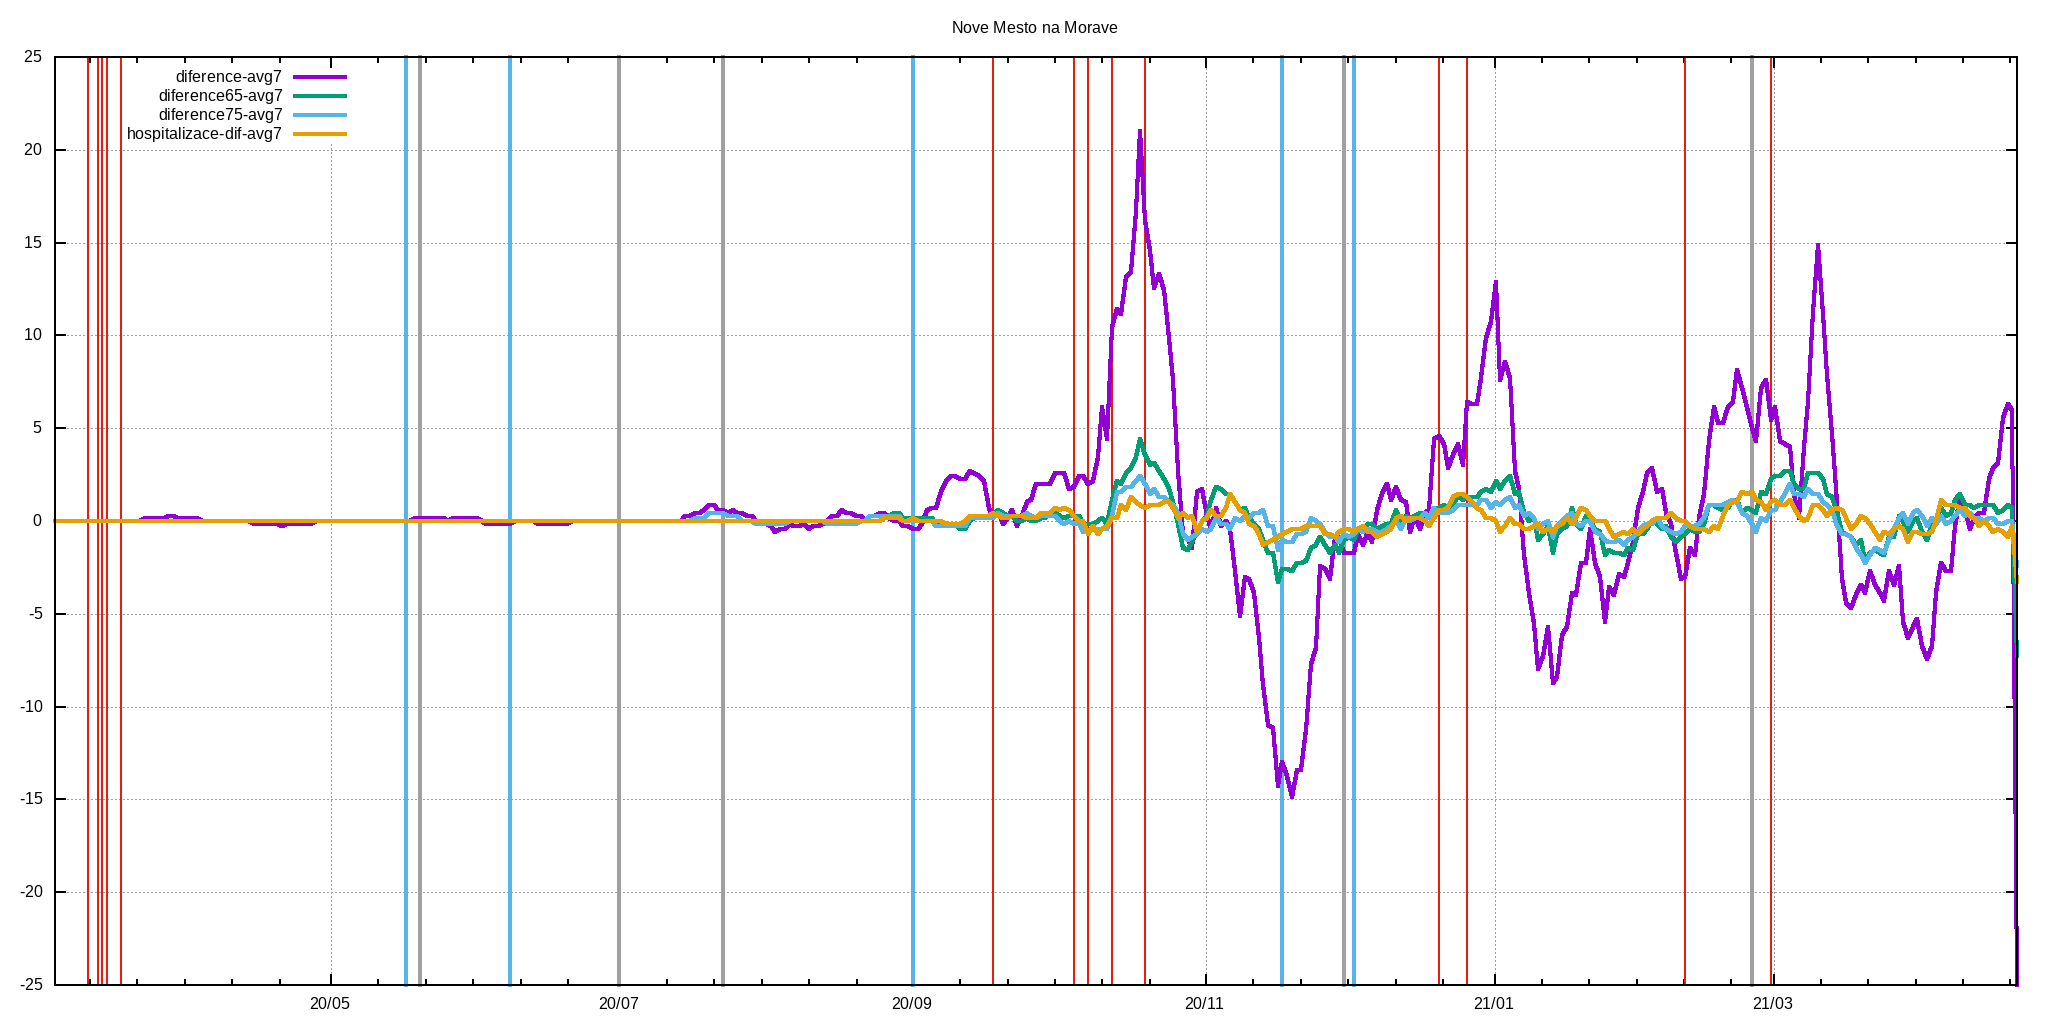 Nove Mesto na Morave
25
diference-avg7
diference65-avg7
diference75-avg7
hospitalizace-dif-avg7
20
15
10
5
0
-5
-10
-15
-20
-25
20/05 20/07 20/09 20/11 21/01 21/03